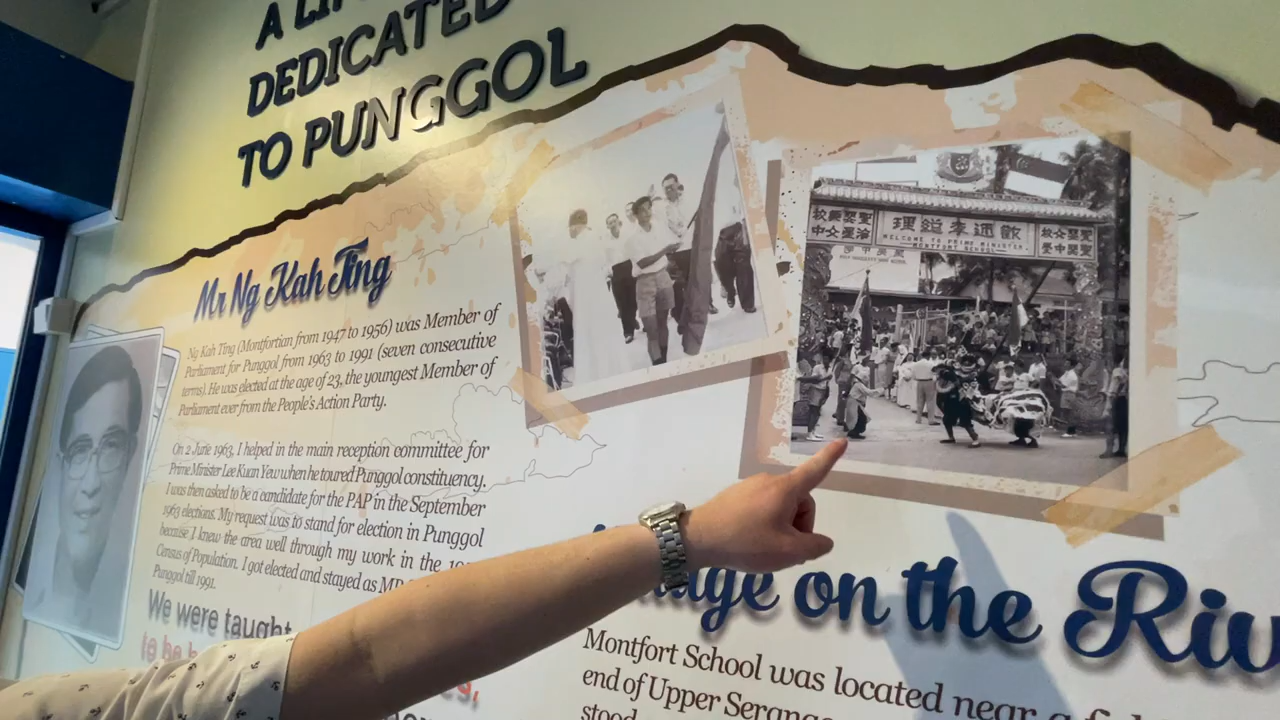 A
DEDICATED
TO PUNGGOL
Mr Ng Kah Ting
Ng Kah Ting (Montfortian from 1947 to 1956) was Member of
Parliament for Punggol from 1963 to 1991 (seven consecutive
terms). He was elected at the age of 23, the youngest Member of
Parliament ever from the People's Action Party.
On 2 June 1963, I helped in the main reception committee for
Prime Minister Lee Kuan Yew when he toured Punggol constituency.
I was then asked to be a candidate for the PAP in the September
1963 elections. My request was to stand for election in Punggol
because I knew the area well through my work in the
Census of Population. I got elected and stayed as MP
Punggol till 1991.
We were taught
to be
理總李迎歡
WELCOME TO PRIME MINISTER
on the
Montfort School was located near a
end of Upper
stood